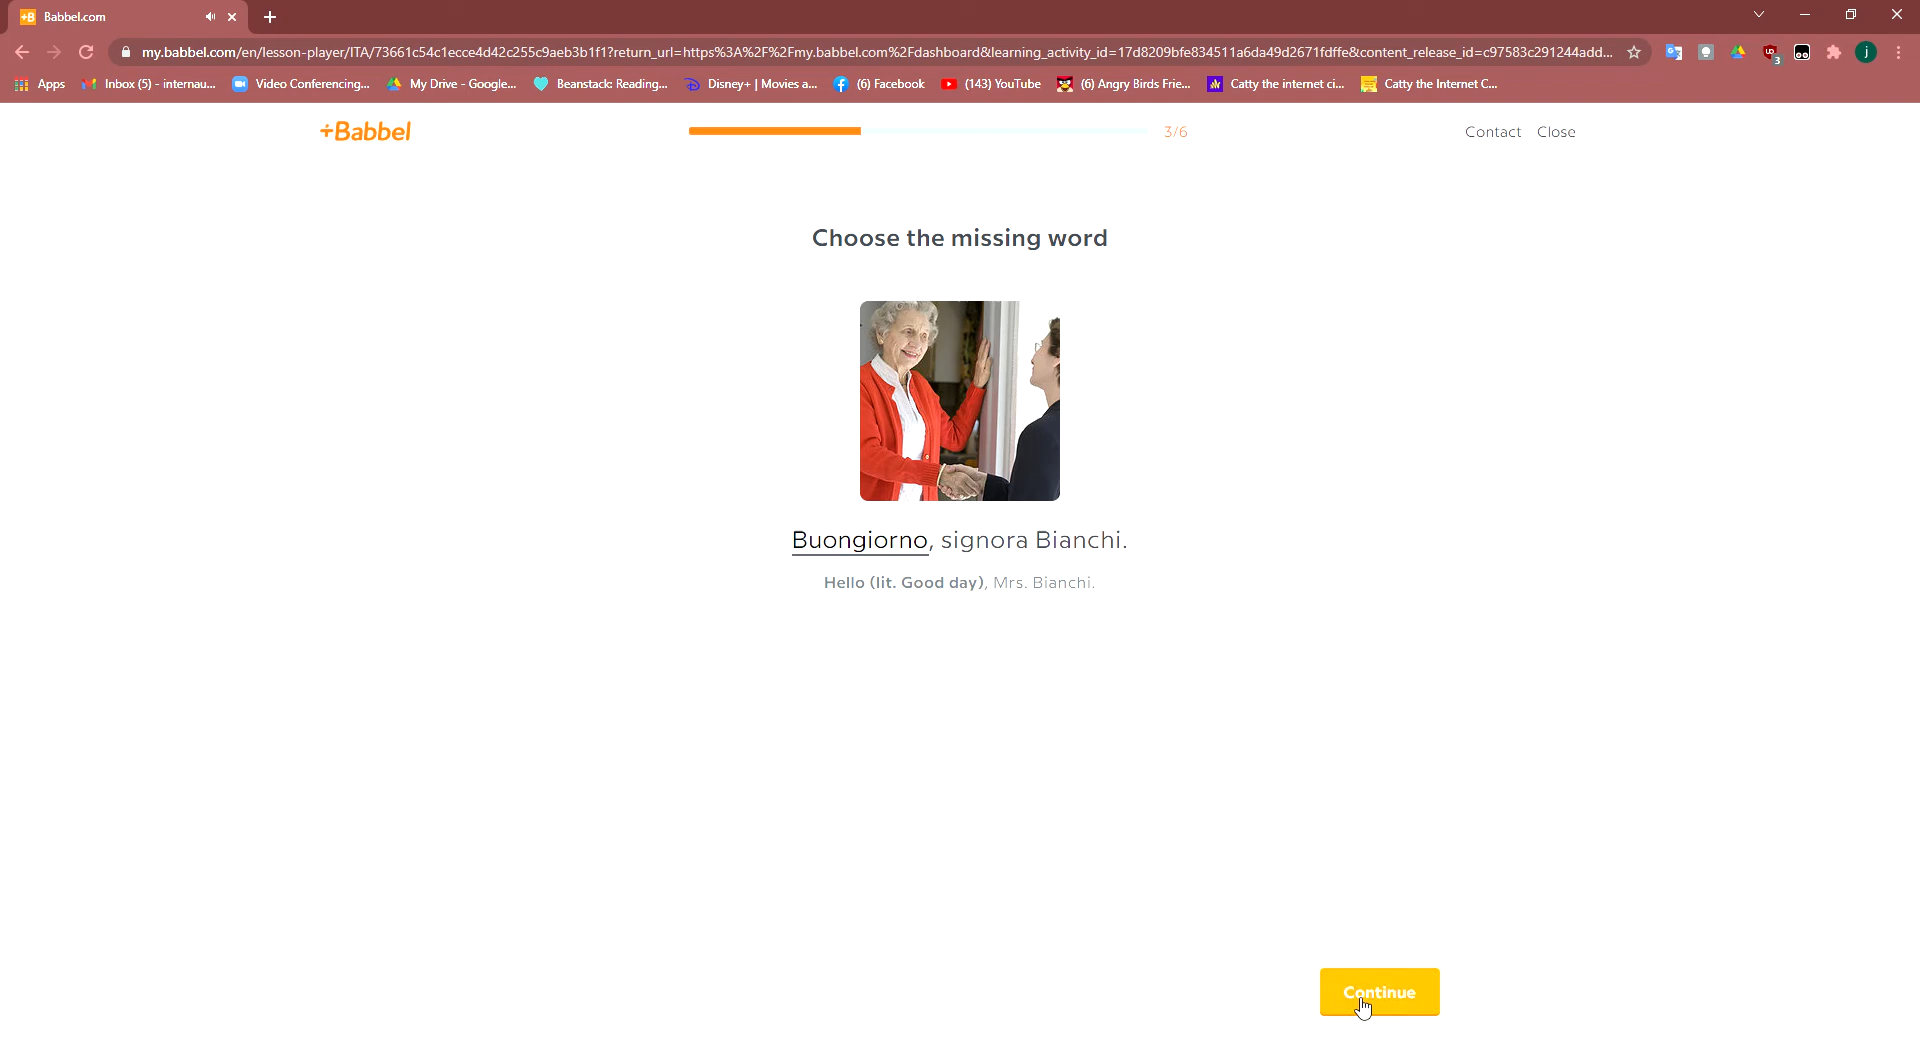 +B Babbel.com
my.babbel.com/en/lesson-player/ITA/73661c54c1ecce4d42c255c9aeb3b1f1?return_url=https%3A%2F%2Fmy.babbel.com%2Fdashboard&learning_activity_id=17d8209bfe834511a6da49d2671fdffe&content_release_id=c97583c291244add... 3 j
Apps Inbox (5) - internau... Video Conferencing... My Drive - Google... Beanstack: Reading... Disney+ | Movies a... (6) Facebook (143) YouTube (6) Angry Birds Frie... Catty the internet ci... Catty the Internet C...
+Babbel 3/6 Contact Close
Choose the missing word
Buongiorno, signora Bianchi.
Hello (lit. Good day), Mrs. Bianchi.
Continue